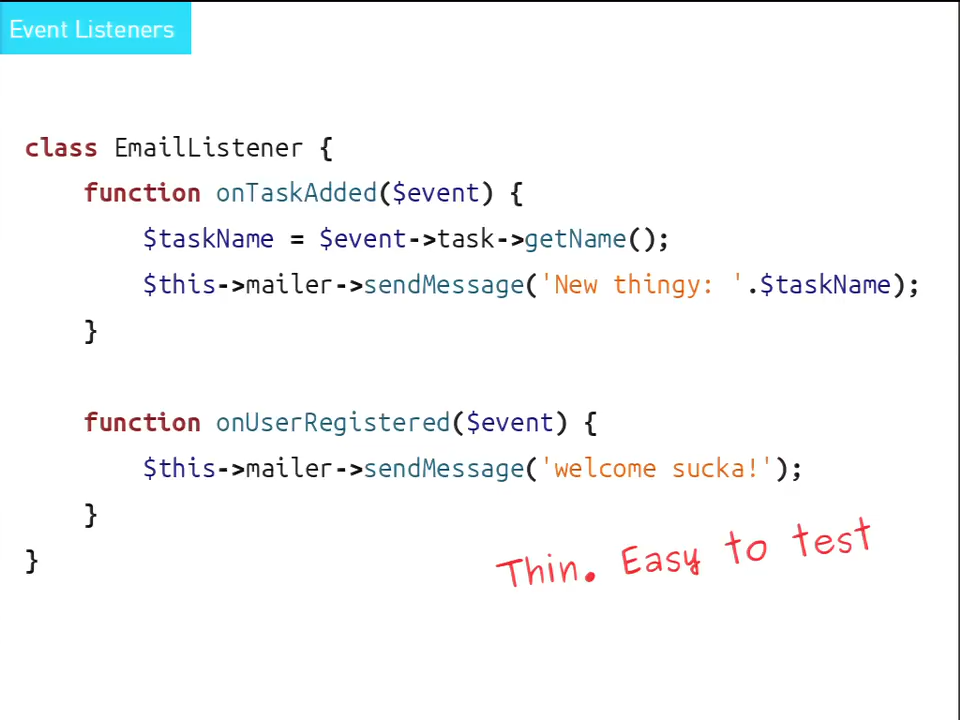 Event Listeners
class EmailListener {
    function onTaskAdded($event) {
        $taskName = $event->task->getName();
        $this->mailer->sendMessage('New thingy: '.$taskName);
    }
    function onUserRegistered($event) {
        $this->mailer->sendMessage('welcome sucka!');
    }
}
Thin. Easy to test